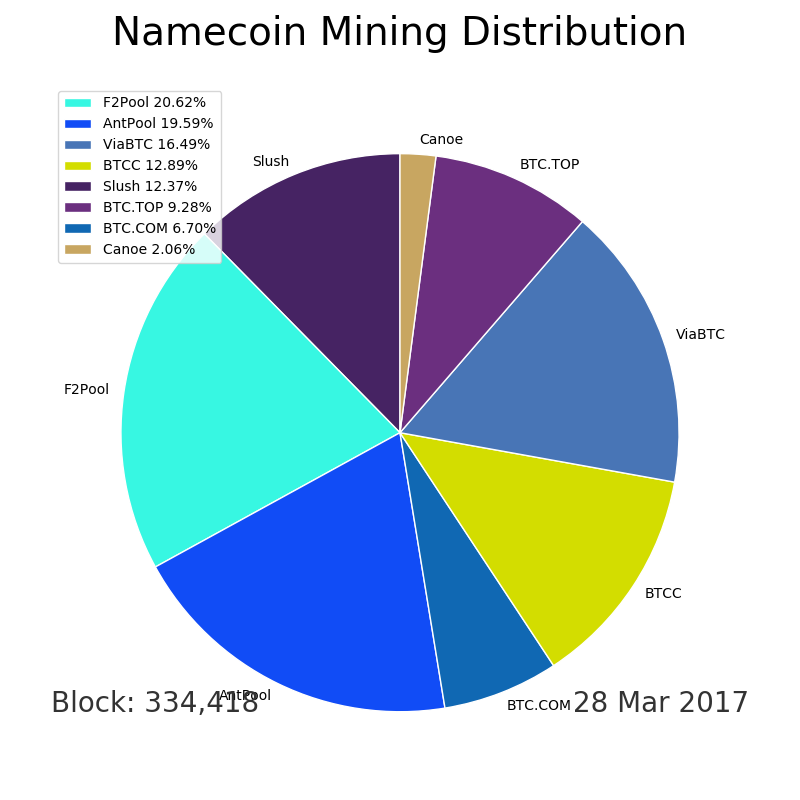 Namecoin Mining Distribution
F2Pool 20.62%
AntPool 19.59%
ViaBTC 16.49%
BTCC 12.89%
Slush 12.37%
BTC.TOP 9.28%
BTC.COM 6.70%
Canoe 2.06%
Canoe
Slush
BTC.TOP
ViaBTC
F2Pool
BTCC
AntPool
BTC.COM
Block: 334,418
28 Mar 2017